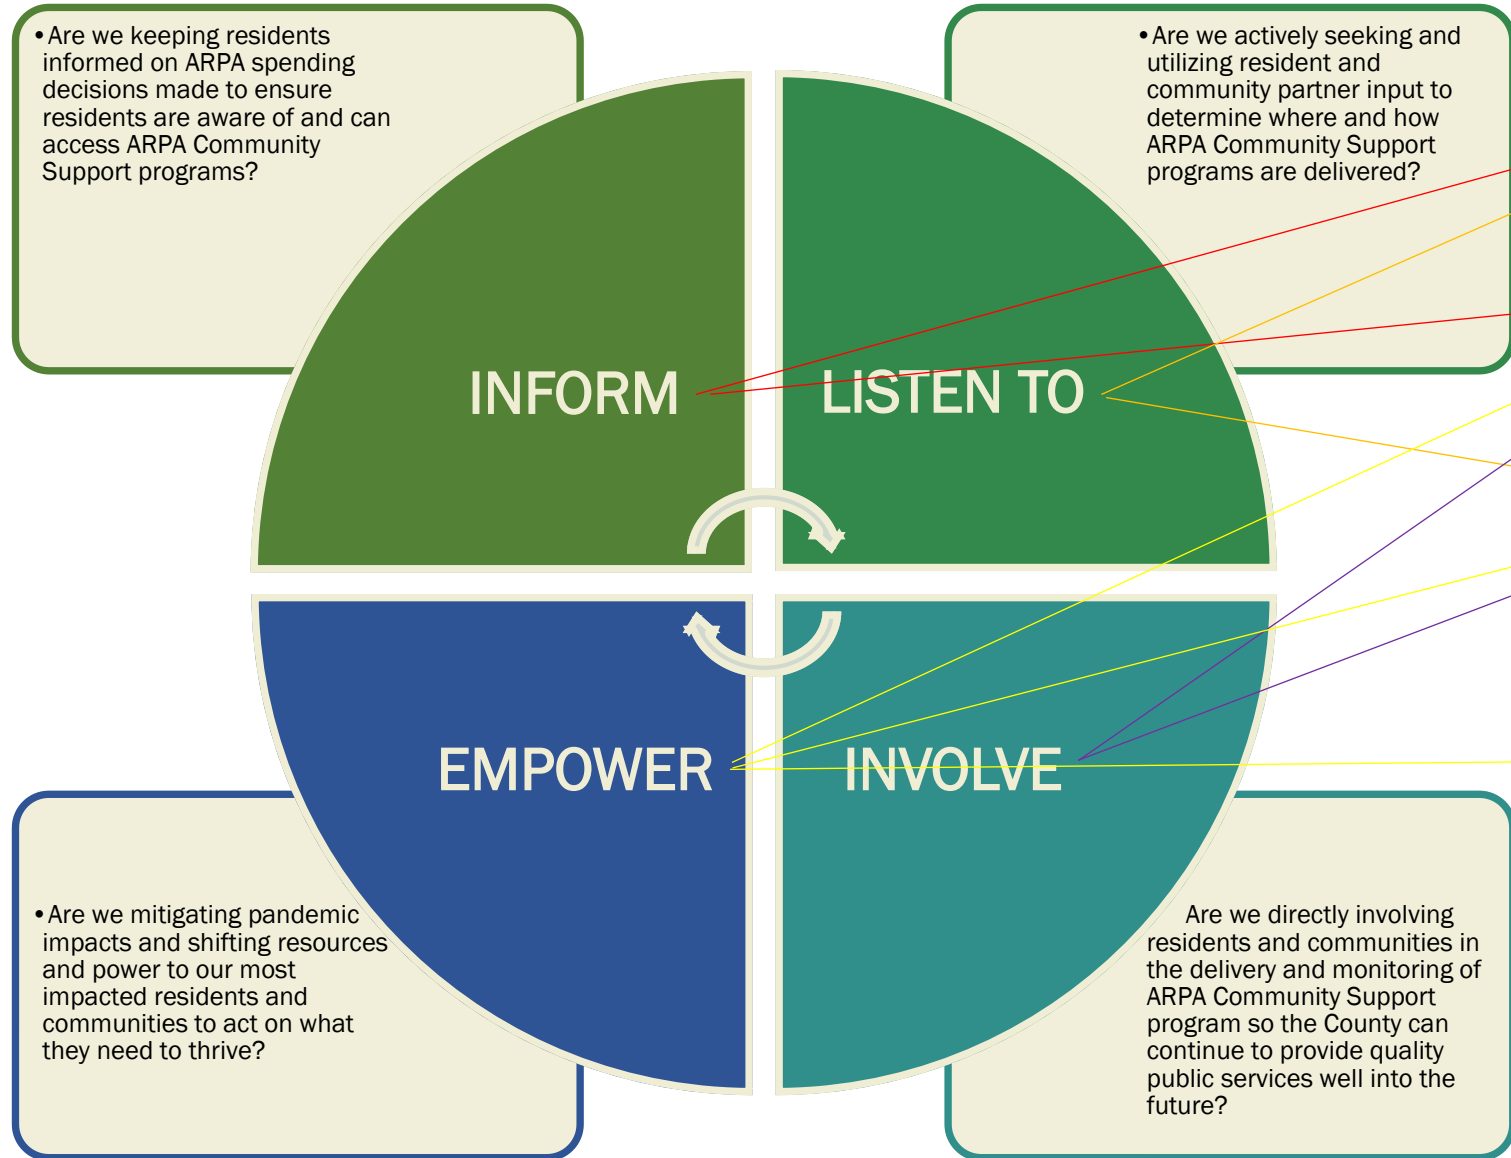 •Are we keeping residents
informed on ARPA spending
decisions made to ensure
residents are aware of and can
access ARPA Community
Support programs?
•Are we actively seeking and
utilizing resident and
community partner input to
determine where and how
ARPA Community Support
programs are delivered?
INFORM
LISTEN TO
EMPOWER
INVOLVE
•Are we mitigating pandemic
impacts and shifting resources
and power to our most
impacted residents and
communities to act on what
they need to thrive?
Are we directly involving
residents and communities in
the delivery and monitoring of
ARPA Community Support
program so the County can
continue to provide quality
public services well into the
future?